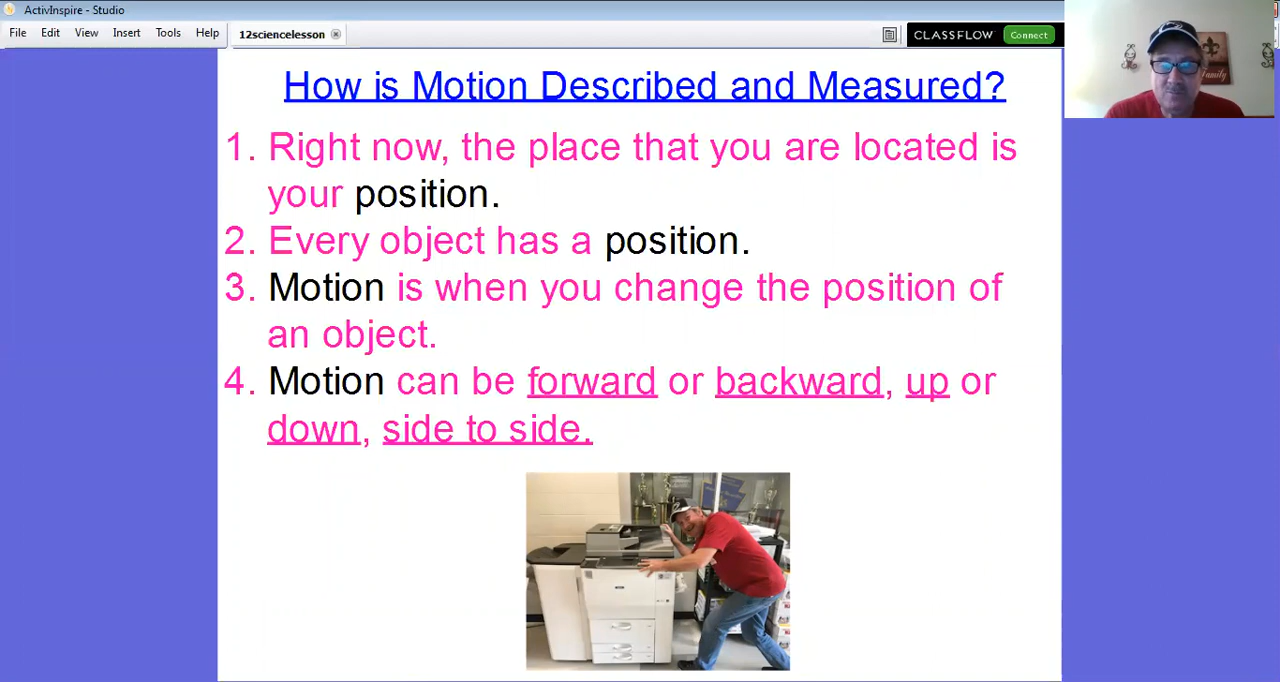 ActivInspire - Studio
File Edit View Insert Tools Help
12sciencelesson
CLASSFLOW Connect
How is Motion Described and Measured?
1. Right now, the place that you are located is
your position.
2. Every object has a position.
3. Motion is when you change the position of
an object.
4. Motion can be forward or backward, up or
down, side to side.
family